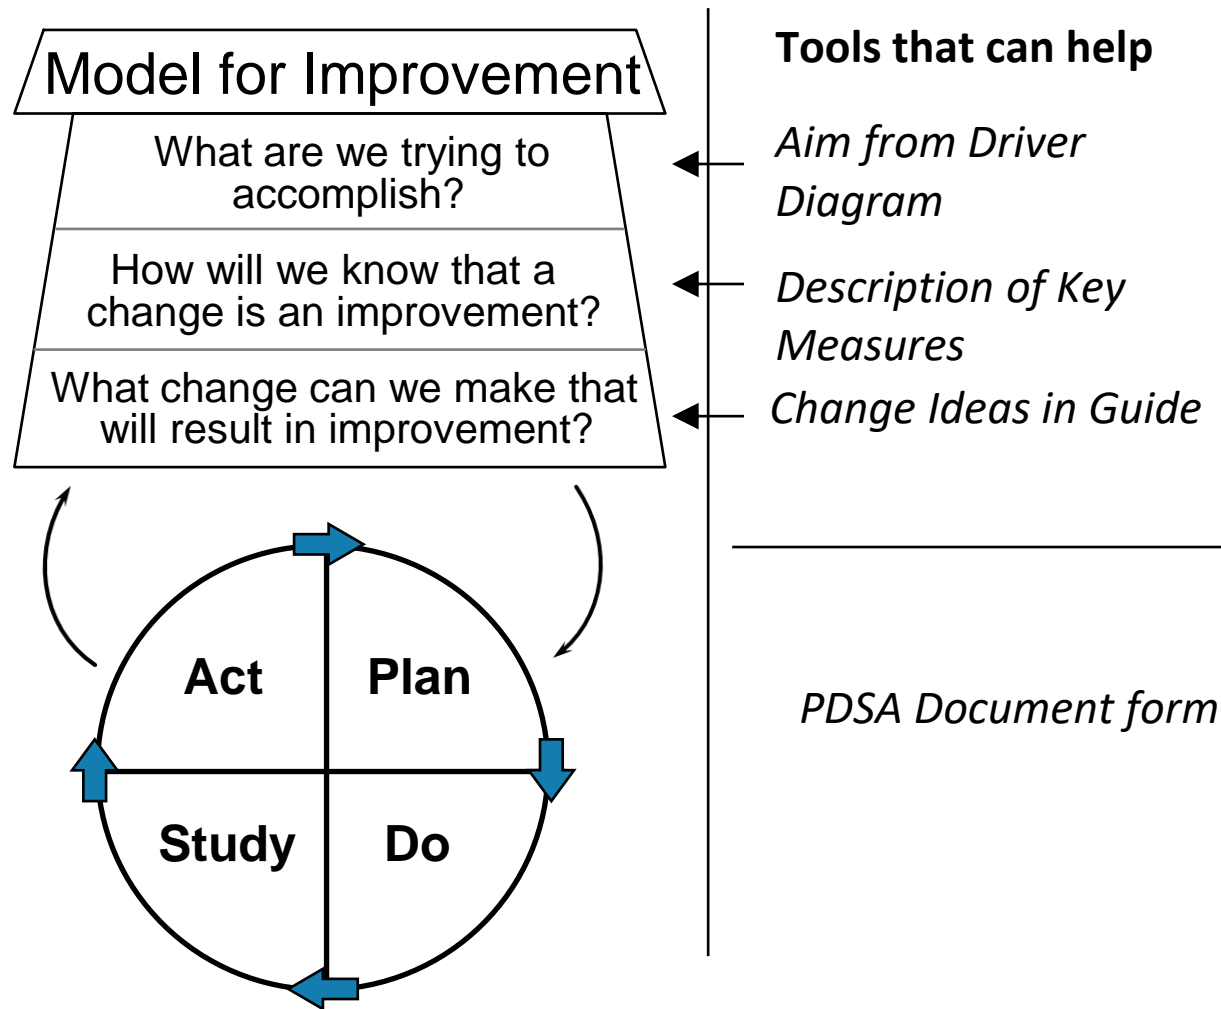 Model for Improvement
What are we trying to
accomplish?
How will we know that a
change is an improvement?
What change can we make that
will result in improvement?
Act
Plan
Study
Do
Tools that can help
Aim from Driver
Diagram
Description of Key
Measures
Change Ideas in Guide
PDSA Document form